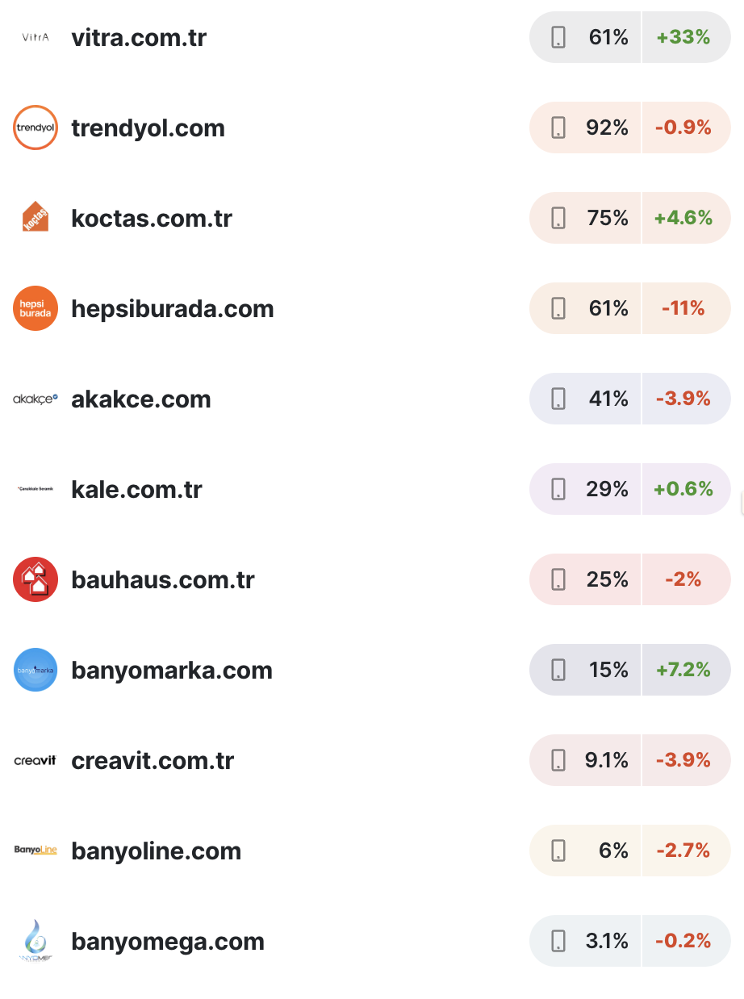 VitrA vitra.com.tr 61% +33%
trendyol trendyol.com 92% -0.9%
koçtaş koctas.com.tr 75% +4.6%
hepsi burada hepsiburada.com 61% -11%
akakçe akakce.com 41% -3.9%
Çanakkale Seramik kale.com.tr 29% +0.6%
bauhaus.com.tr 25% -2%
banyomarka banyomarka.com 15% +7.2%
creavit creavit.com.tr 9.1% -3.9%
BanyoLine banyoline.com 6% -2.7%
banyomega.com 3.1% -0.2%